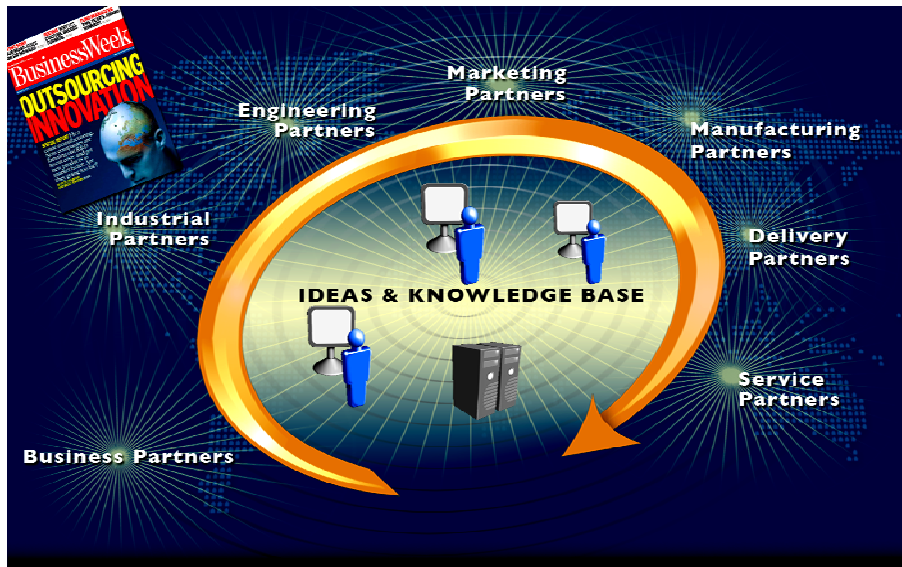 BusinessWeek
OUTSOURCING
INNOVATION
Marketing
Partners
Engineering
Partners
Manufacturing
Partners
Industrial
Partners
Delivery
Partners
IDEAS & KNOWLEDGE BASE
Service
Partners
Business Partners